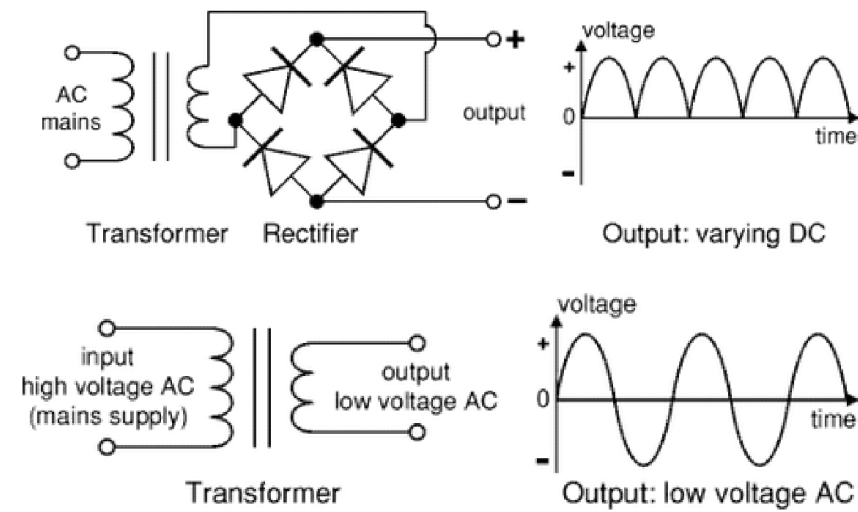 voltage
+
+
AC
mains
output
0
time
−
−
Transformer
Rectifier
Output: varying DC
voltage
+
input
high voltage AC
(mains supply)
output
low voltage AC
0
time
−
Transformer
Output: low voltage AC